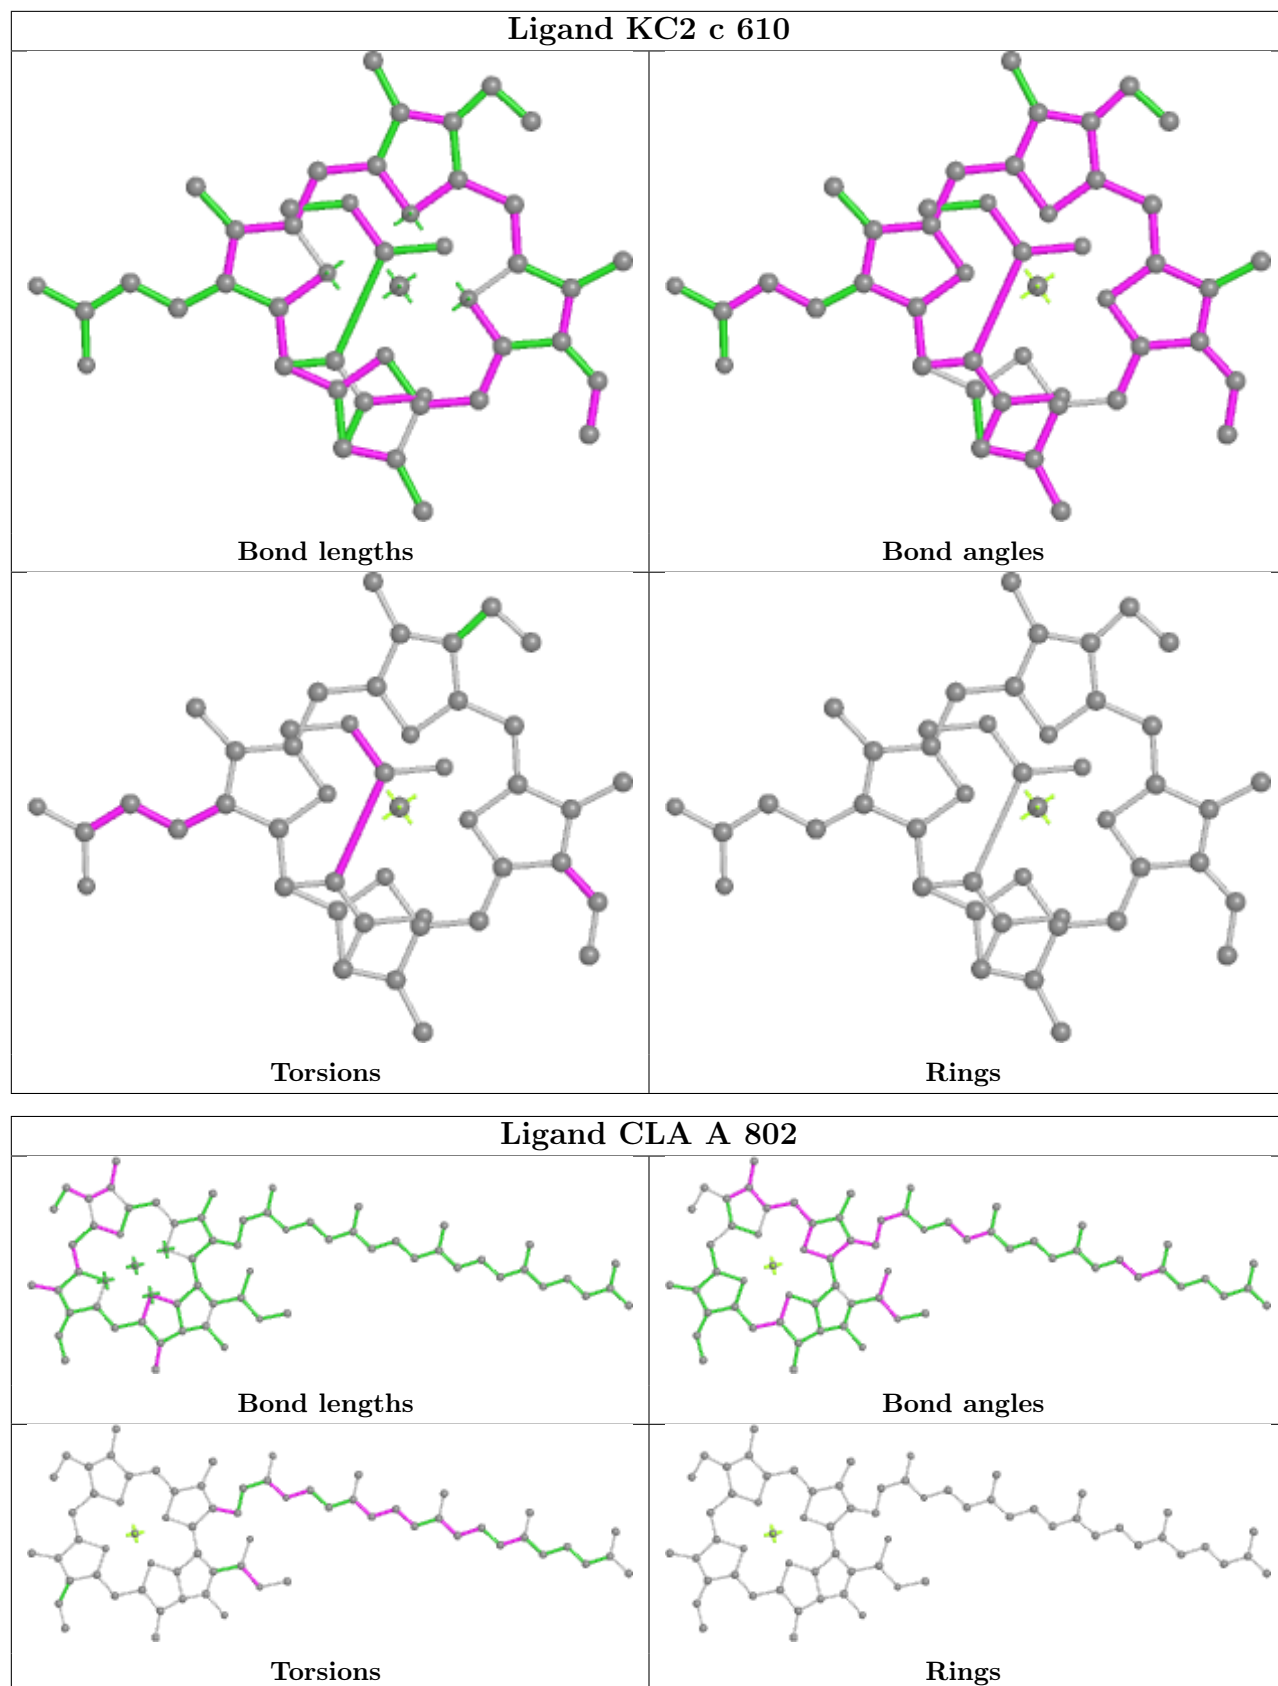 Ligand KC2 c 610
Bond lengths
Bond angles
Torsions
Rings
Ligand CLA A 802
Bond lengths
Bond angles
Torsions
Rings